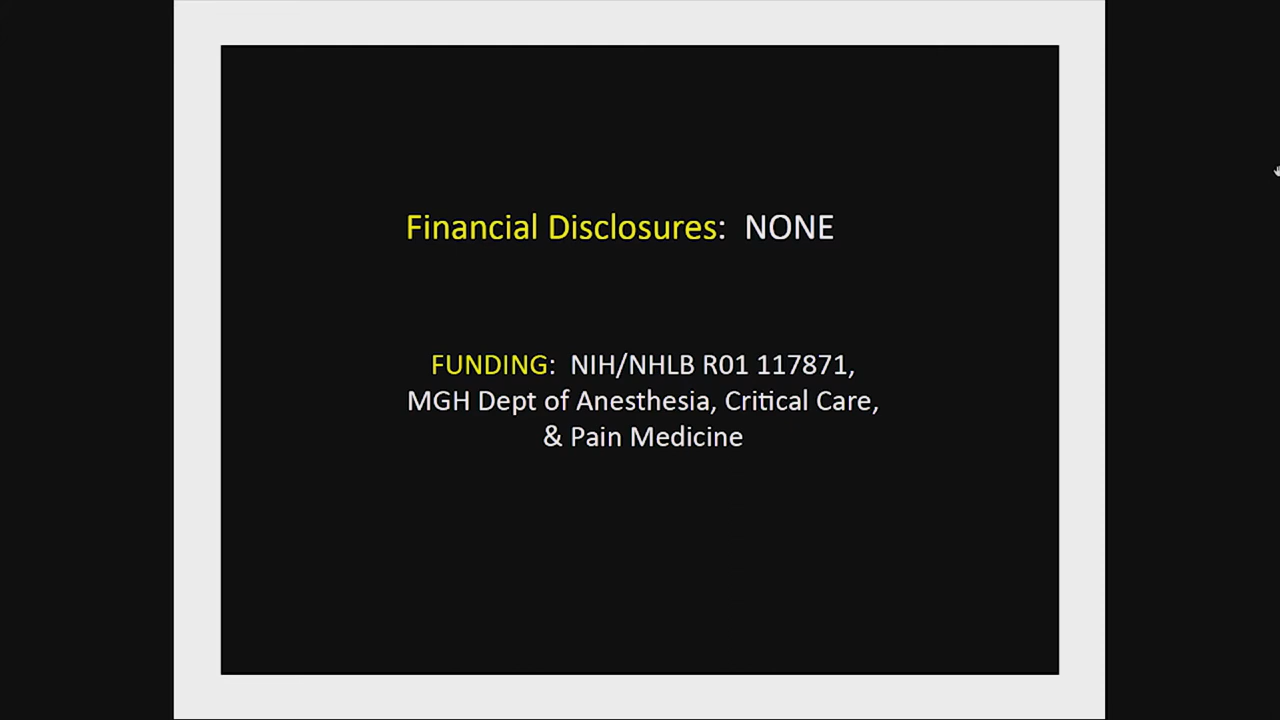 Financial Disclosures: NONE
FUNDING: NIH/NHLB R01 117871,
MGH Dept of Anesthesia, Critical Care,
& Pain Medicine